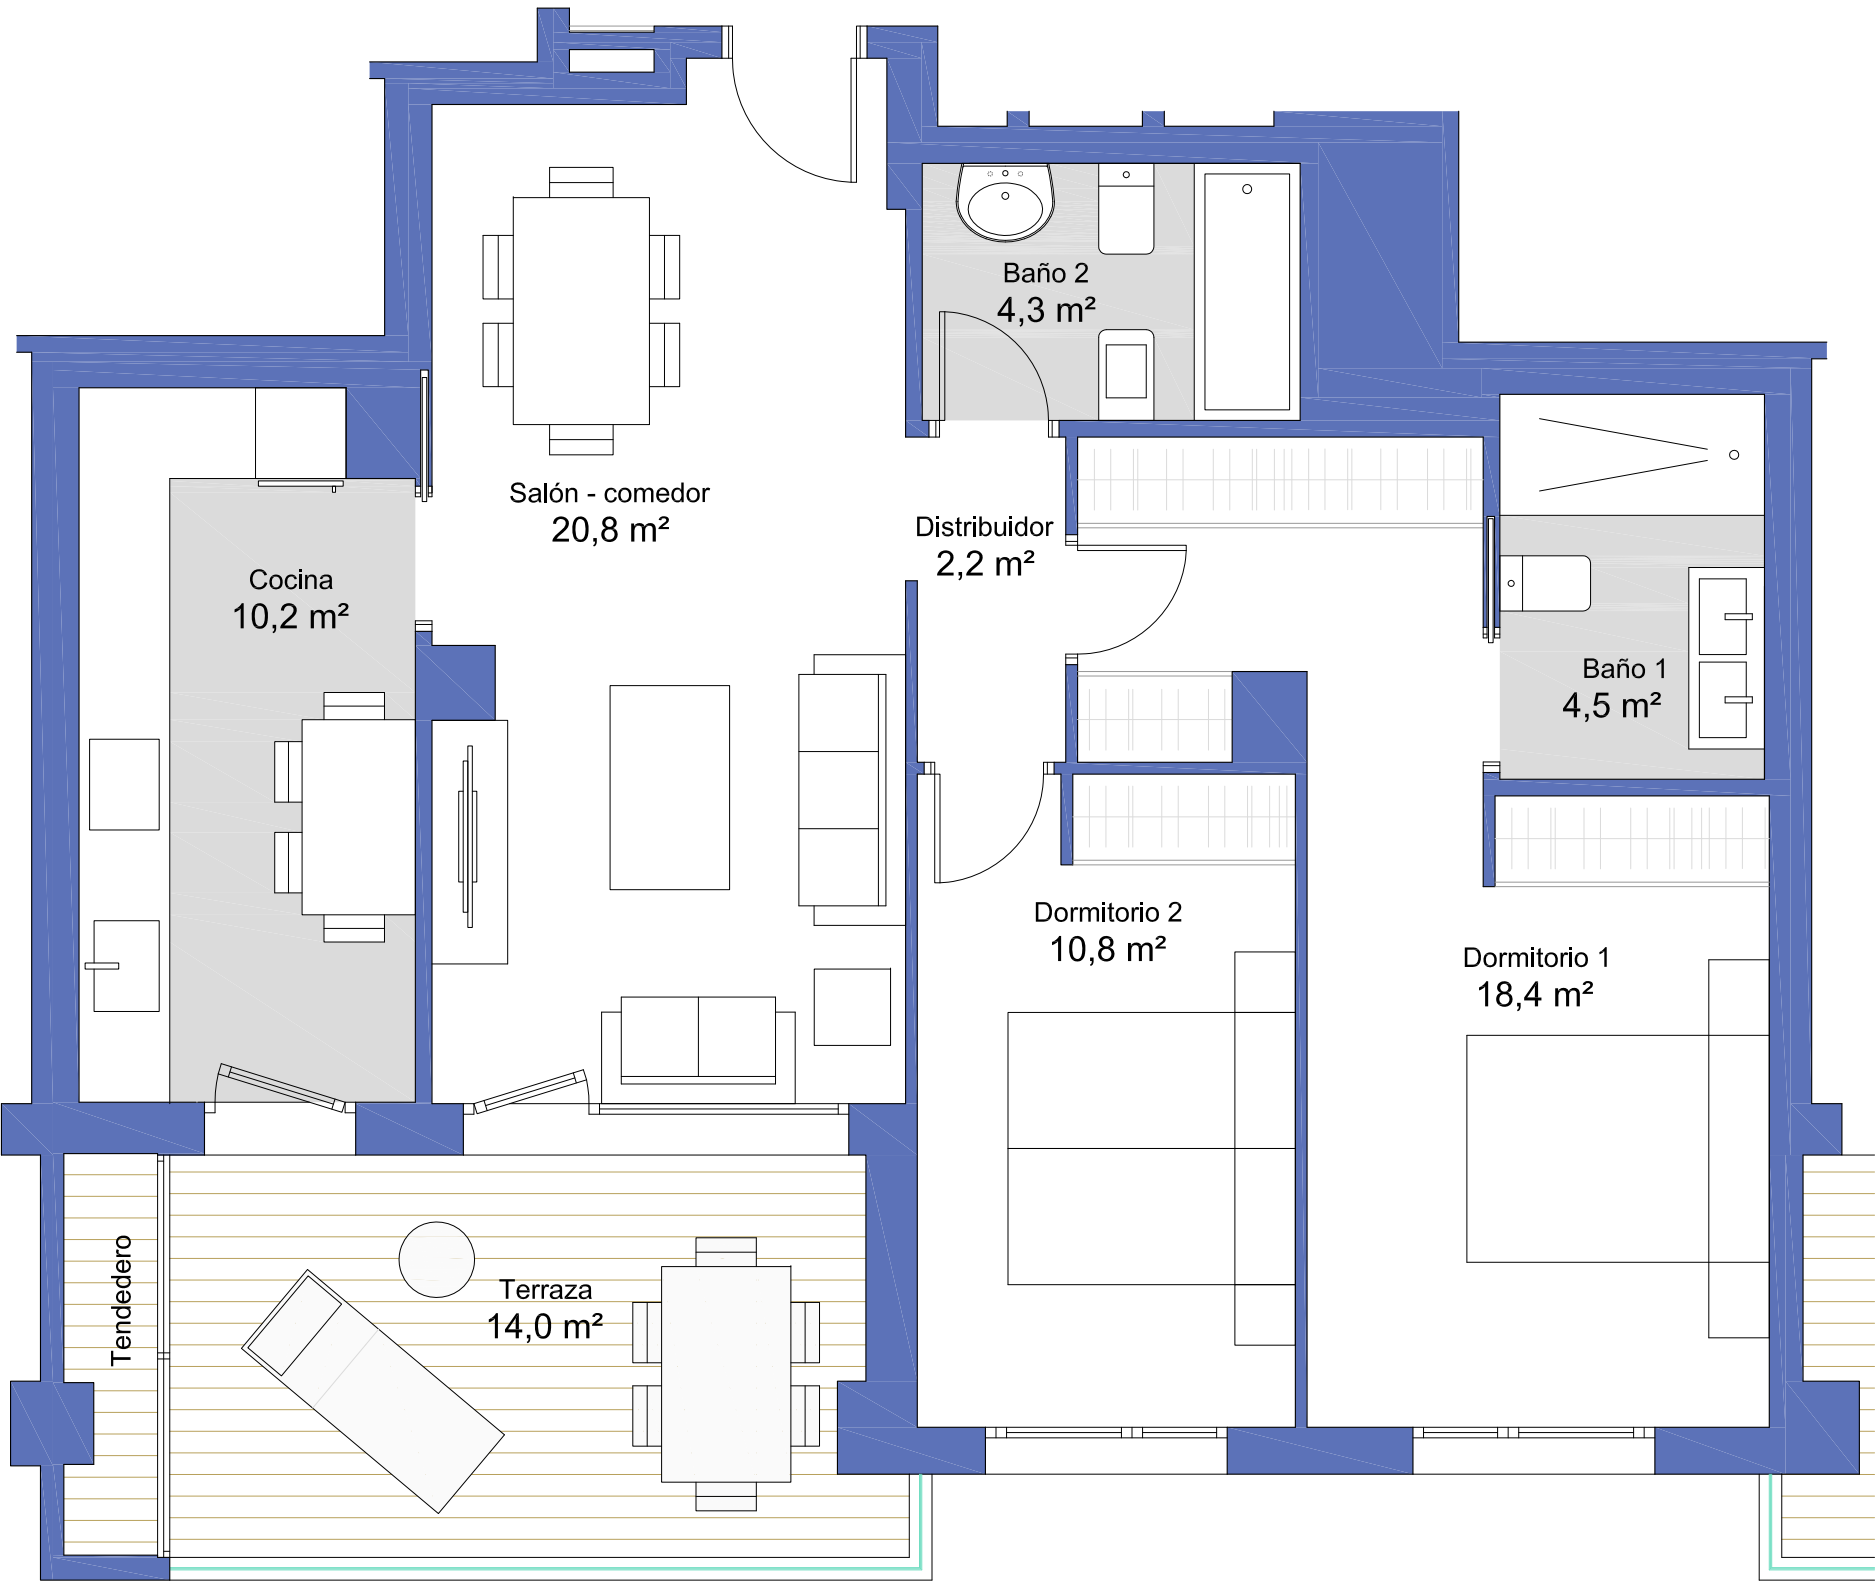 Baño 2
4,3 m²
Salón - comedor
20,8 m²
Distribuidor
2,2 m²
Cocina
10,2 m²
Baño 1
4,5 m²
Dormitorio 2
10,8 m²
Dormitorio 1
18,4 m²
Tendedero
Terraza
14,0 m²